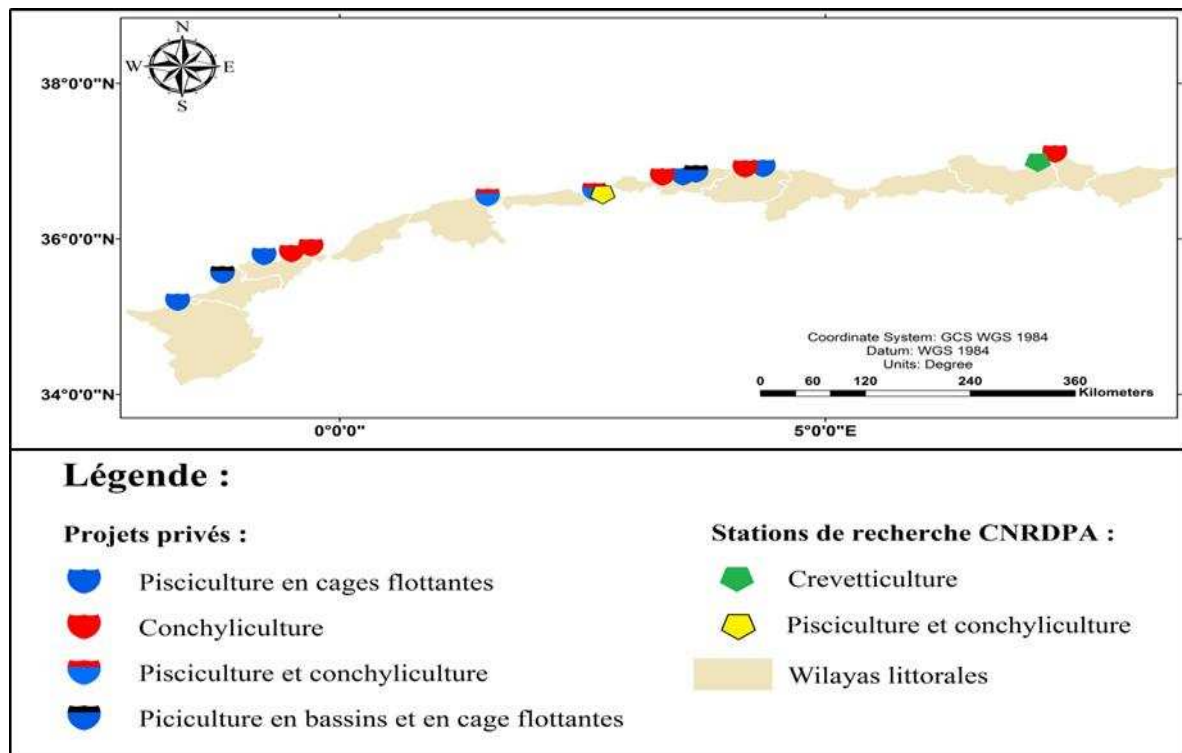 N
W E
S
38°0'0"N
36°0'0"N
34°0'0"N
Coordinate System: GCS WGS 1984
Datum: WGS 1984
Units: Degree
0 60 120 240 360
Kilometers
0°0'0" 5°0'0"E
Légende :
Projets privés :
Pisciculture en cages flottantes
Conchyliculture
Pisciculture et conchyliculture
Piciculture en bassins et en cage flottantes
Stations de recherche CNRDPA :
Crevetticulture
Pisciculture et conchyliculture
Wilayas littorales